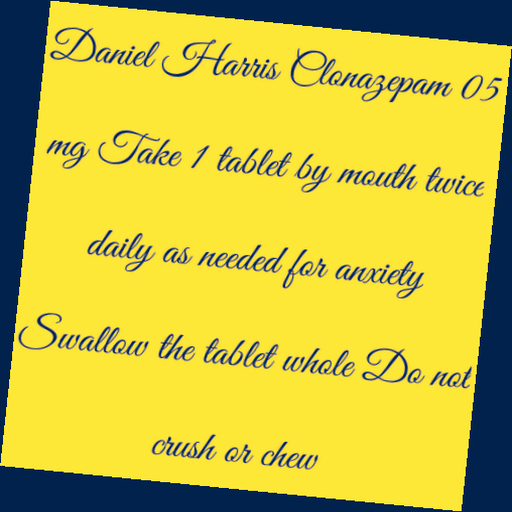 Daniel Harris Clonazepam 05
mg Take 1 tablet by mouth twice
daily as needed for anxiety
Swallow the tablet whole Do not
crush or chew